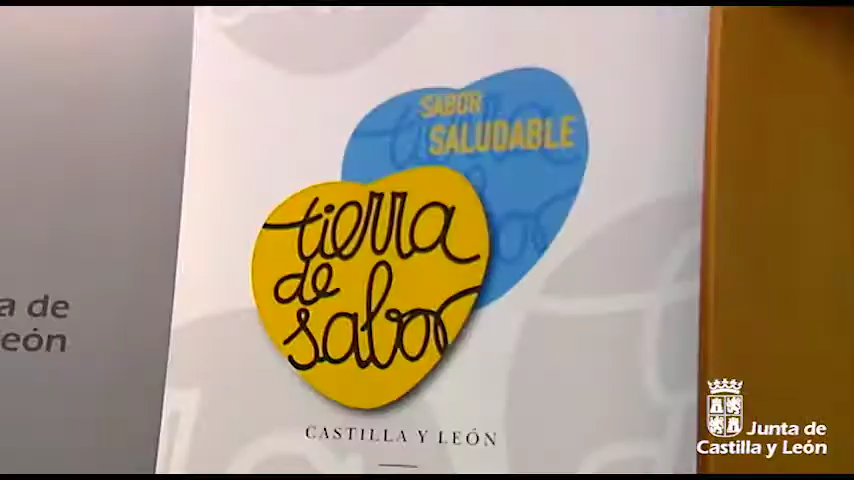 SABOR
SALUDABLE
tierra
de
sabor
CASTILLA Y LEÓN
a de
eón
Junta de
Castilla y León